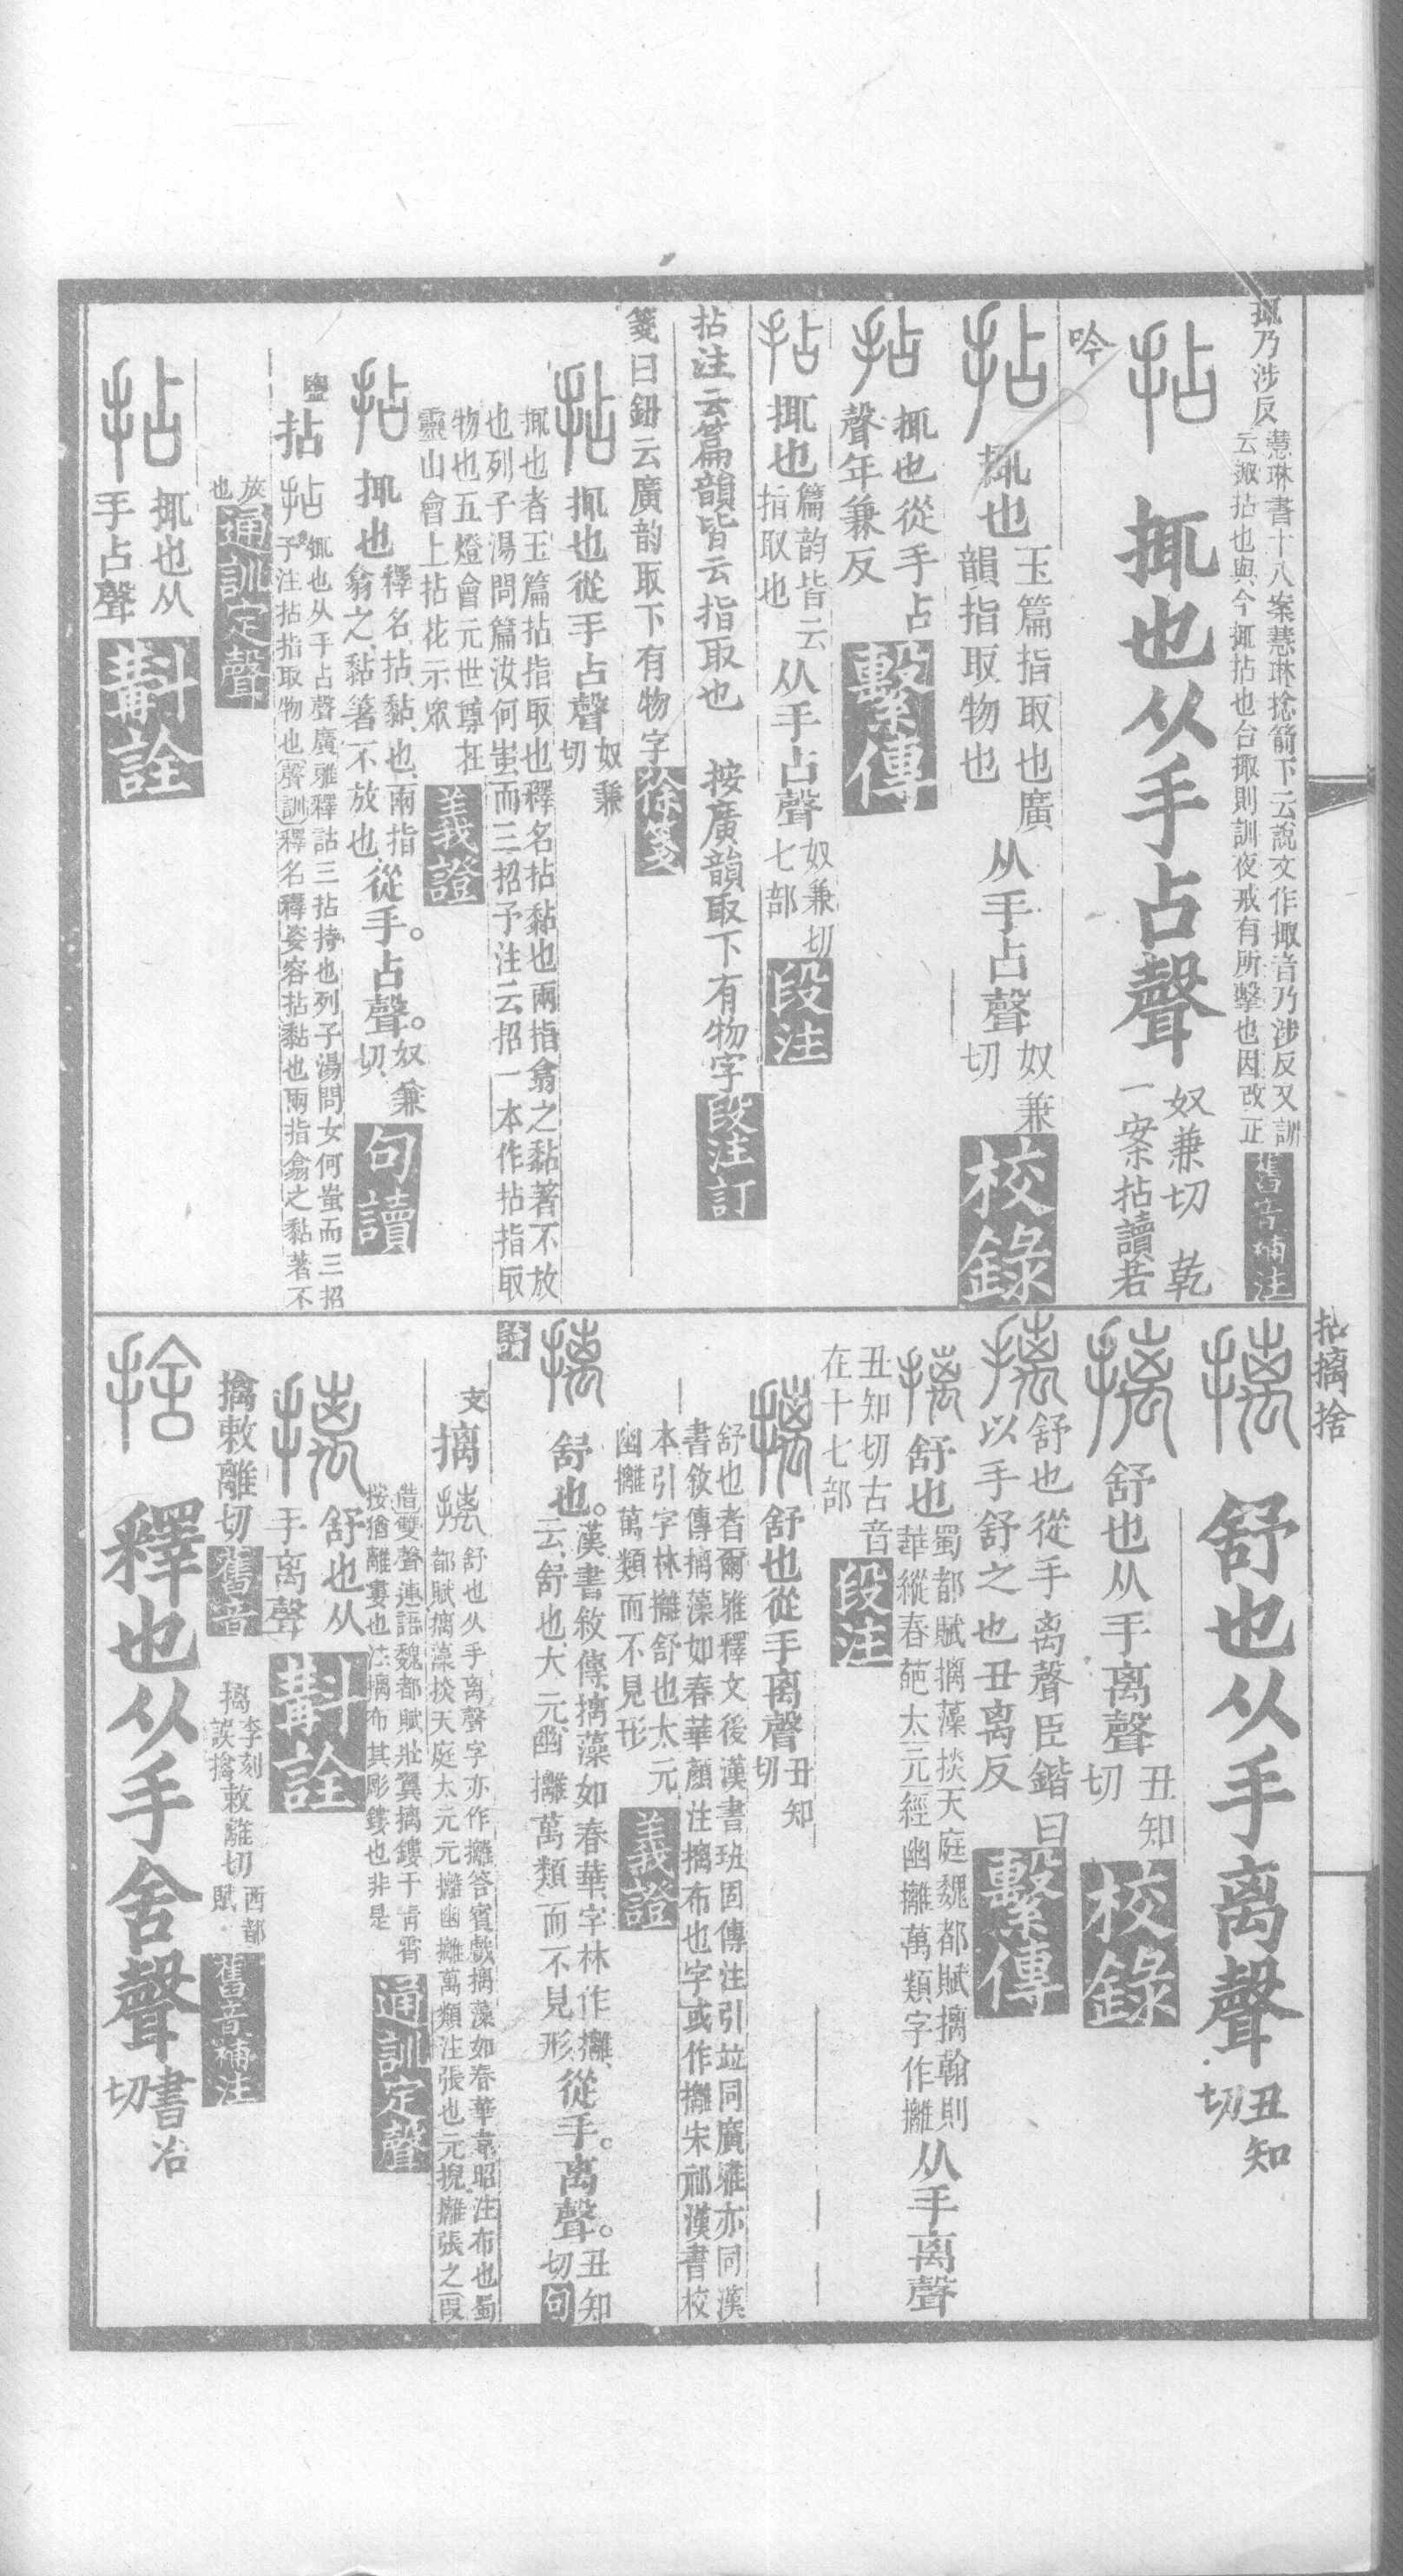 拈摛捨
㧥乃涉反
慧琳書十八案慧琳捻箭下云說文作掫音乃涉反又訓
云掫拈也與今㧥拈也台掫則訓夜戒有所擊也因改正
舊音補注
拈 㧥也从手占聲
奴兼切 乾
一案拈讀若
吟
拈 㧥也
玉篇指取也廣
韻指取物也
从手占聲
奴兼
切
校錄
拈
㧥也從手占
聲年兼反
繫傳
拈 㧥也
篇韵皆云
指取也
从手占聲
奴兼切
七部
段注
拈注云篇韻皆云指取也 按廣韻取下有物字
段注訂
箋曰鈕云廣韵取下有物字
徐箋
拈 㧥也從手占聲
奴兼
切
㧥也者玉篇拈指取也釋名拈黏也兩指翕之黏著不放
也列子湯問篇汝何蚩而三招予注云招一本作拈指取
物也五燈會元世尊在
靈山會上拈花示眾
義證
拈 㧥也
釋名、拈、黏、也、兩指
翕之、黏箸不放也、
從手。占聲。
奴兼
切
句讀
鹽
拈 拈
㧥也从手占聲廣雅釋詁三拈持也列子湯問女何蚩而三招
予注拈指取物也〔聲訓〕釋名釋姿容拈黏也兩指翕之黏著不
放
也
通訓定聲
拈
㧥也从
手占聲
斠詮
摛 舒也从手离聲
丑知
切
摛 舒也从手离聲
丑知
切
校錄
摛
舒也從手离聲臣鍇曰
以手舒之也丑离反
繫傳
摛 舒也
蜀都賦摛藻掞天庭魏都賦摛翰則
華縱春葩太元經幽攡萬類字作攡
从手离聲
丑知切古音
在十七部
段注
摛 舒也從手离聲
丑知
切
舒也者爾雅釋文後漢書班固傳注引竝同廣雅亦同漢
書敘傳摛藻如春華顏注摛布也字或作攡宋祁漢書校
本引字林攡舒也太元
幽攡萬類而不見形
義證
摛 舒也。
漢書敘傳、摛藻如春華、字林作攡、
云、舒也、大元幽攡萬類而不見形、
從手。离聲。
丑知
切
句
讀
支
摛 摛
舒也从手离聲字亦作攡答賓戲摛藻如春華韋昭注布也蜀
都賦摛藻掞天庭太元元攡幽攡萬類注張也元掜攡張之〔叚
借〕雙聲連語魏都賦壯翼摛鏤于青霄
按猶離婁也注摛布其彫鏤也非是
通訓定聲
摛
舒也从
手离聲
斠詮
擒敕離切
舊音
摛
李刻
誤擒
敕離切
西都
賦
舊音補注
捨 釋也从手舍聲
書冶
切